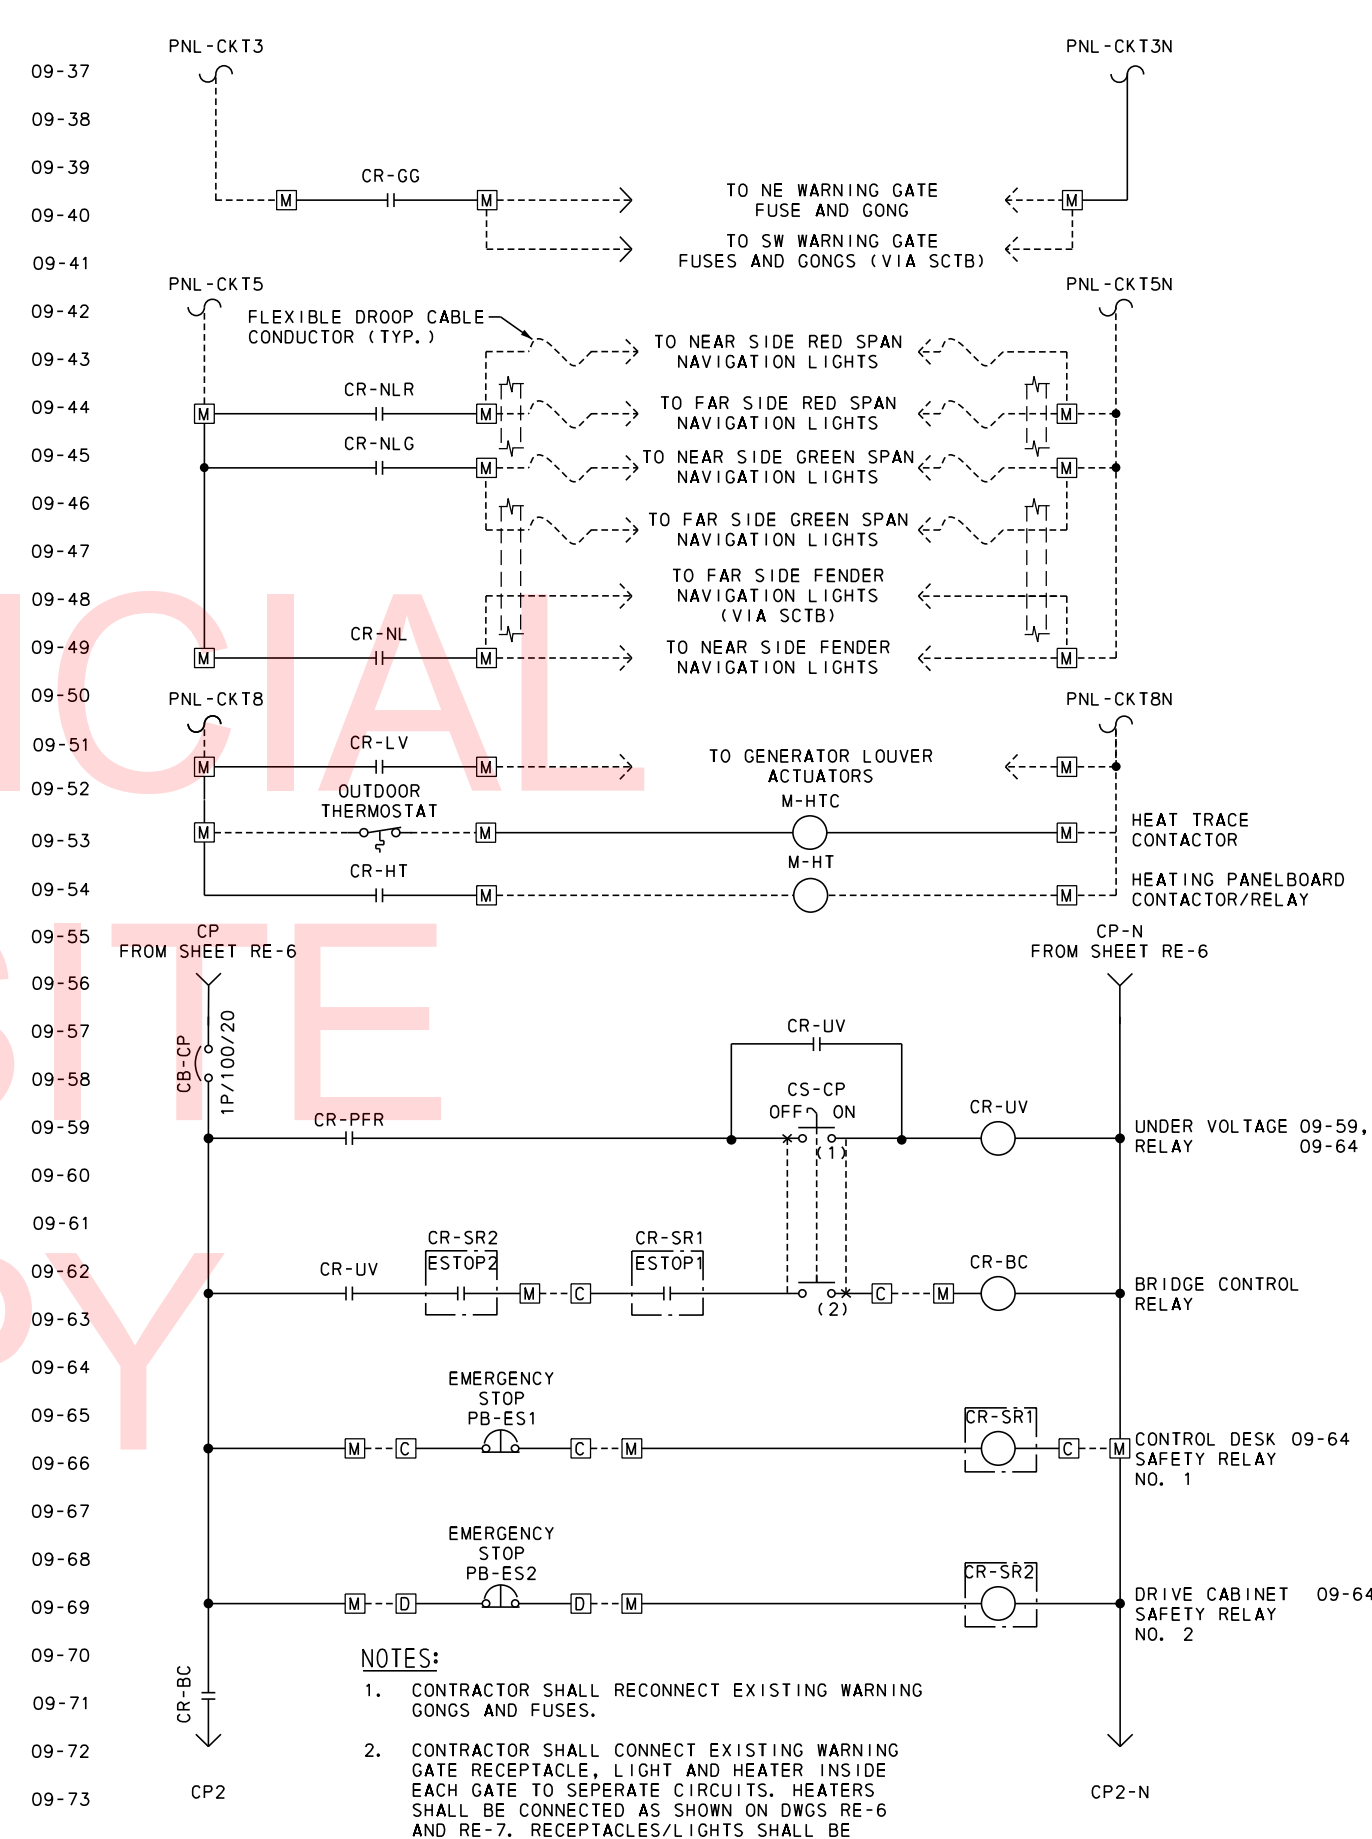 PNL-CKT3 PNL-CKT3N
09-37
09-38
09-39
CR-GG
M M TO NE WARNING GATE M
09-40 FUSE AND GONG
TO SW WARNING GATE
09-41 FUSES AND GONGS (VIA SCTB)
PNL-CKT5 PNL-CKT5N
09-42
FLEXIBLE DROOP CABLE
CONDUCTOR (TYP.)
09-43 TO NEAR SIDE RED SPAN
NAVIGATION LIGHTS
CR-NLR
09-44 M M TO FAR SIDE RED SPAN M
NAVIGATION LIGHTS
CR-NLG
09-45 M TO NEAR SIDE GREEN SPAN M
NAVIGATION LIGHTS
09-46
TO FAR SIDE GREEN SPAN
NAVIGATION LIGHTS
09-47
TO FAR SIDE FENDER
09-48 NAVIGATION LIGHTS
(VIA SCTB)
CR-NL
09-49 M M TO NEAR SIDE FENDER M
NAVIGATION LIGHTS
09-50
PNL-CKT8 PNL-CKT8N
09-51 CR-LV
M M TO GENERATOR LOUVER M
ACTUATORS
09-52 OUTDOOR
THERMOSTAT M-HTC
M M M HEAT TRACE
09-53 CONTACTOR
CR-HT M-HT
09-54 M M HEATING PANELBOARD
CONTACTOR/RELAY
09-55 CP CP-N
FROM SHEET RE-6 FROM SHEET RE-6
09-56
09-57 CR-UV
CB-CP 1P/100/20
09-58 CS-CP
OFF ON CR-UV
09-59 CR-PFR UNDER VOLTAGE 09-59,
(1) RELAY 09-64
09-60
09-61
CR-SR2 CR-SR1
ESTOP2 ESTOP1
09-62 CR-UV M C C M CR-BC BRIDGE CONTROL
(2) RELAY
09-63
09-64
EMERGENCY
STOP
09-65 PB-ES1 CR-SR1
M C C M C M CONTROL DESK 09-64
09-66 SAFETY RELAY
NO. 1
09-67
EMERGENCY
09-68 STOP
PB-ES2 CR-SR2
M D D M DRIVE CABINET 09-64
09-69 SAFETY RELAY
NO. 2
09-70 NOTES:
CR-BC
1. CONTRACTOR SHALL RECONNECT EXISTING WARNING
09-71 GONGS AND FUSES.
09-72 2. CONTRACTOR SHALL CONNECT EXISTING WARNING
GATE RECEPTACLE, LIGHT AND HEATER INSIDE
09-73 CP2 EACH GATE TO SEPERATE CIRCUITS. HEATERS CP2-N
SHALL BE CONNECTED AS SHOWN ON DWGS RE-6
AND RE-7. RECEPTACLES/LIGHTS SHALL BE